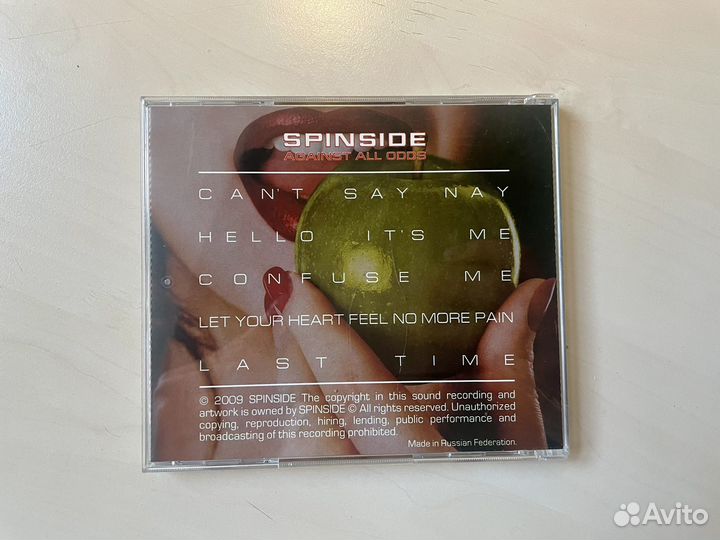 SPINSIDE
AGAINST ALL ODDS
CAN'T SAY NAY
HELLO IT'S ME
CONFUSE ME
LET YOUR HEART FEEL NO MORE PAIN
LAST TIME
© 2009 SPINSIDE The copyright in this sound recording and
artwork is owned by SPINSIDE © All rights reserved. Unauthorized
copying, reproduction, hiring, lending, public performance and
broadcasting of this recording prohibited.
Made in Russian Federation.
Avito